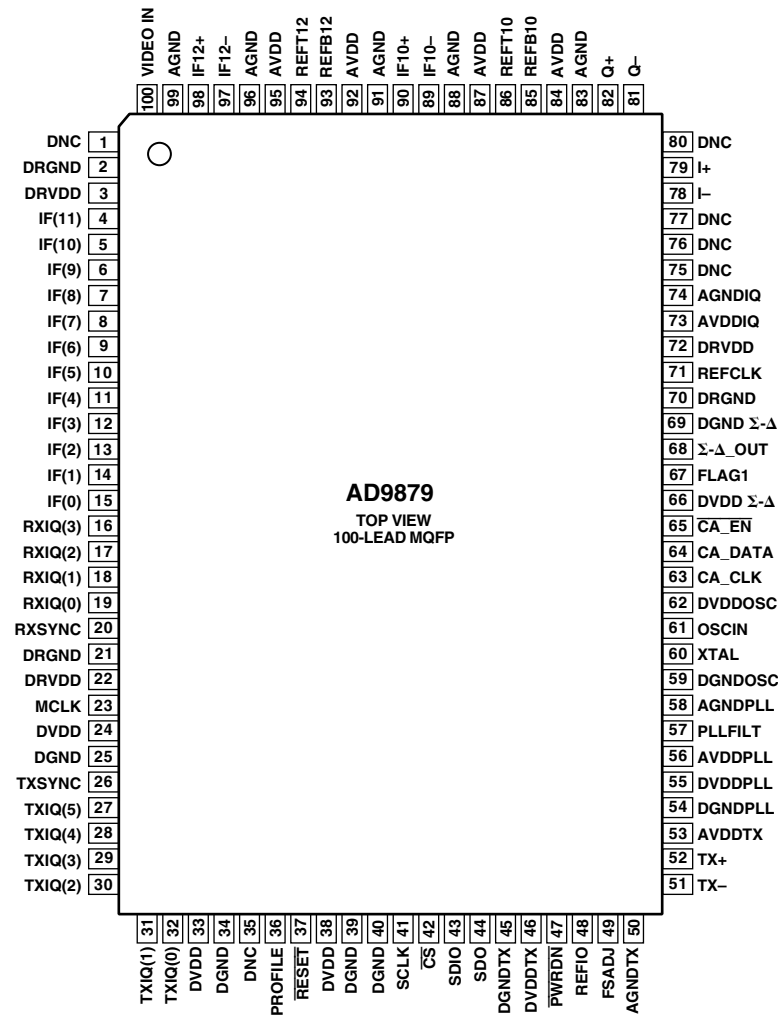 VIDEO IN
AGND
IF12+
IF12–
AGND
AVDD
REFT12
REFB12
AVDD
AGND
IF10+
IF10–
AGND
AVDD
REFT10
REFB10
AVDD
AGND
Q+
Q–
100 99 98 97 96 95 94 93 92 91 90 89 88 87 86 85 84 83 82 81
DNC 1
DRGND 2
DRVDD 3
IF(11) 4
IF(10) 5
IF(9) 6
IF(8) 7
IF(7) 8
IF(6) 9
IF(5) 10
IF(4) 11
IF(3) 12
IF(2) 13
IF(1) 14
IF(0) 15
RXIQ(3) 16
RXIQ(2) 17
RXIQ(1) 18
RXIQ(0) 19
RXSYNC 20
DRGND 21
DRVDD 22
MCLK 23
DVDD 24
DGND 25
TXSYNC 26
TXIQ(5) 27
TXIQ(4) 28
TXIQ(3) 29
TXIQ(2) 30
AD9879
TOP VIEW
100-LEAD MQFP
80 DNC
79 I+
78 I–
77 DNC
76 DNC
75 DNC
74 AGNDIQ
73 AVDDIQ
72 DRVDD
71 REFCLK
70 DRGND
69 DGND Σ-Δ
68 Σ-Δ_OUT
67 FLAG1
66 DVDD Σ-Δ
65 CA_EN
64 CA_DATA
63 CA_CLK
62 DVDDOSC
61 OSCIN
60 XTAL
59 DGNDOSC
58 AGNDPLL
57 PLLFILT
56 AVDDPLL
55 DVDDPLL
54 DGNDPLL
53 AVDDTX
52 TX+
51 TX–
31 32 33 34 35 36 37 38 39 40 41 42 43 44 45 46 47 48 49 50
TXIQ(1)
TXIQ(0)
DVDD
DGND
DNC
PROFILE
RESET
DVDD
DGND
DGND
SCLK
CS
SDIO
SDO
DGNDTX
DVDDTX
PWRDN
REFIO
FSADJ
AGNDTX